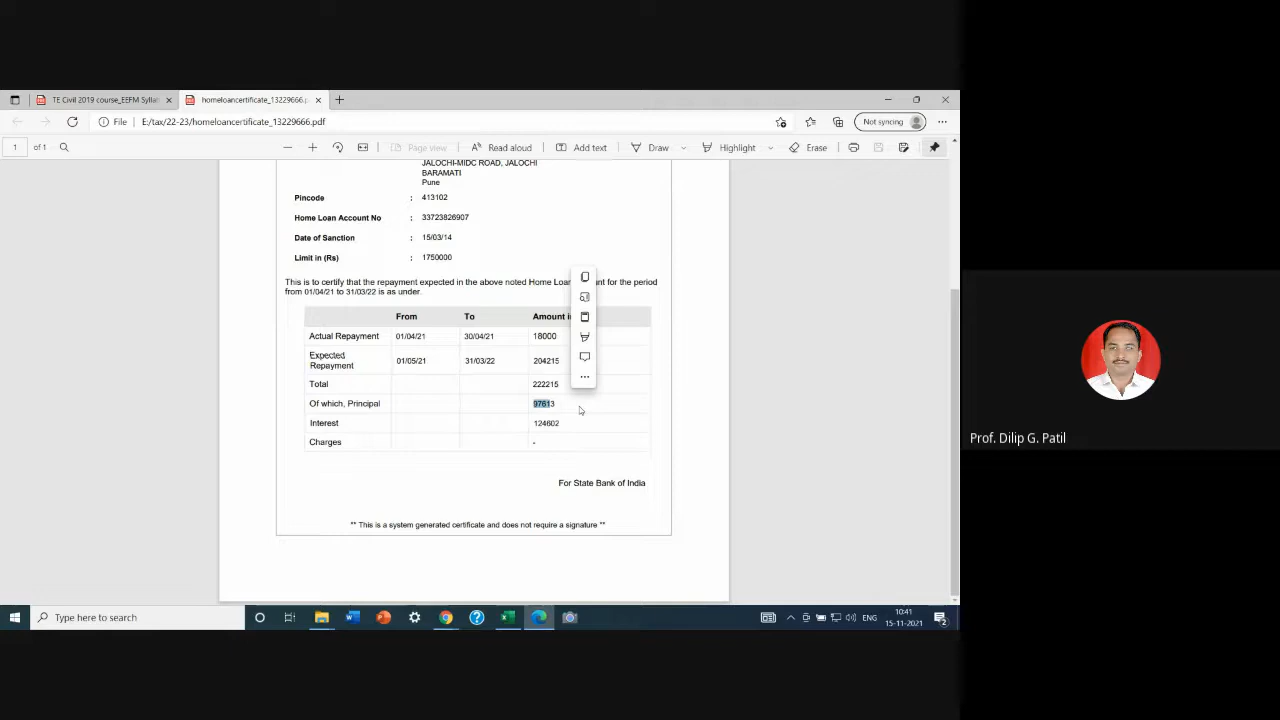 TE Civil 2019 course_EEFM Sylla
homeloancertificate_13229666.p
File E:/tax/22-23/homeloancertificate_13229666.pdf
Not syncing
1 of 1
Page view
Read aloud
Add text
Draw
Highlight
Erase
JALOCHI-MIDC ROAD, JALOCHI
BARAMATI
Pune
Pincode : 413102
Home Loan Account No : 33723826907
Date of Sanction : 15/03/14
Limit in (Rs) : 1750000
This is to certify that the repayment expected in the above noted Home Loan unt for the period
from 01/04/21 to 31/03/22 is as under.
From To Amount i
Actual Repayment 01/04/21 30/04/21 18000
Expected
Repayment 01/05/21 31/03/22 204215
Total 222215
Of which, Principal 97613
Interest 124602
Charges -
For State Bank of India
** This is a system generated certificate and does not require a signature **
Prof. Dilip G. Patil
Type here to search
ENG
10:41
15-11-2021
2